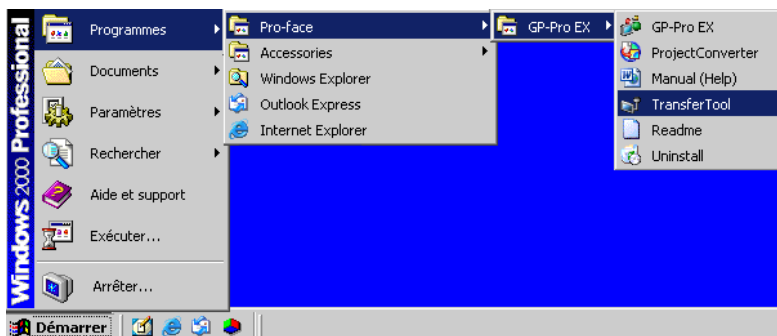 Windows 2000 Professional
Programmes
Documents
Paramètres
Rechercher
Aide et support
Exécuter...
Arrêter...
Démarrer
Pro-face
Accessories
Windows Explorer
Outlook Express
Internet Explorer
GP-Pro EX
GP-Pro EX
ProjectConverter
Manual (Help)
TransferTool
Readme
Uninstall